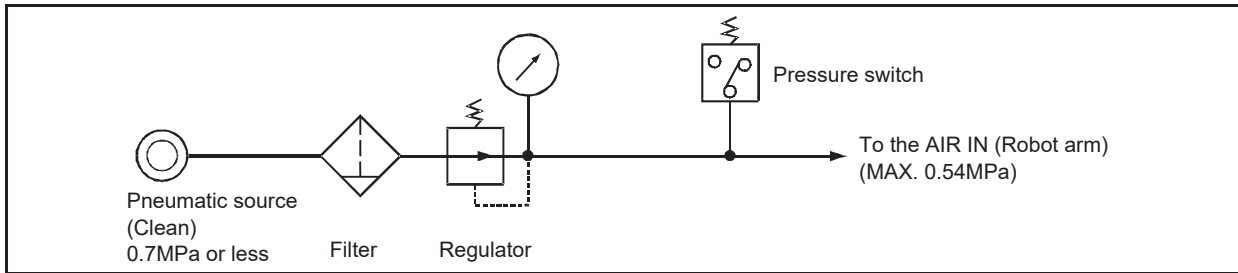 Pressure switch
To the AIR IN (Robot arm)
(MAX. 0.54MPa)
Pneumatic source
(Clean)
0.7MPa or less
Filter
Regulator